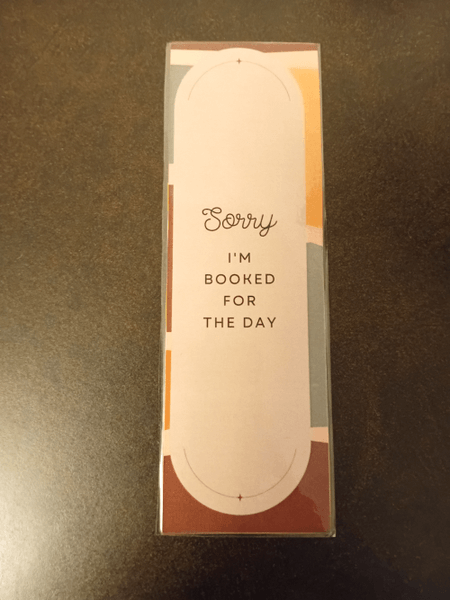 Sorry
I'M
BOOKED
FOR
THE DAY